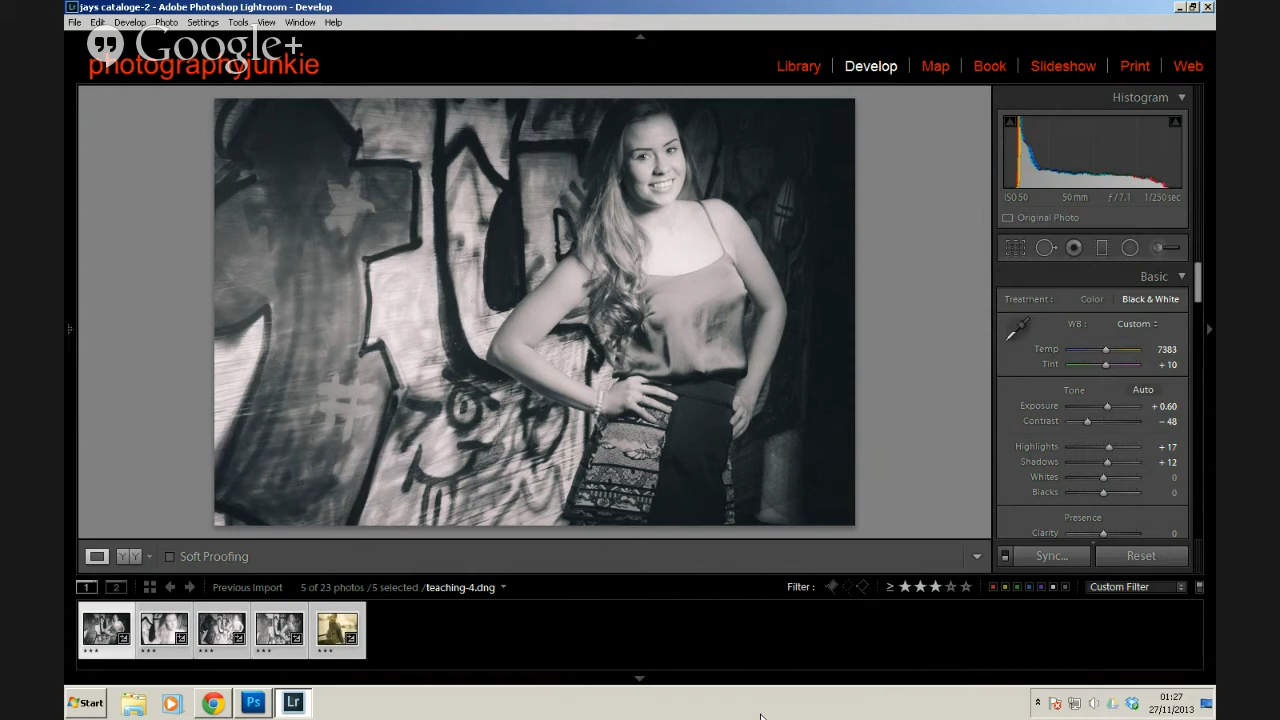 jays cataloge-2 - Adobe Photoshop Lightroom - Develop
File Edit Develop Photo Settings Tools View Window Help
Google+
photographyjunkie
Library Develop Map Book Slideshow Print Web
Histogram
ISO 50 50 mm ƒ / 7.1 1/250 sec
Original Photo
Basic
Treatment : Color Black & White
WB : Custom
Temp 7383
Tint + 10
Tone Auto
Exposure + 0.60
Contrast − 48
Highlights + 17
Shadows + 12
Whites 0
Blacks 0
Presence
Clarity 0
#
Soft Proofing
Sync... Reset
1 2 Previous Import 5 of 23 photos / 5 selected / teaching-4.dng Filter : ≥ ★★★☆☆ Custom Filter
Start Ps Lr
01:27
27/11/2013